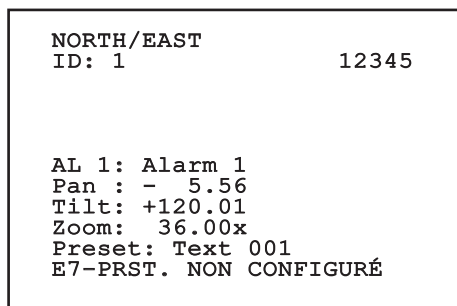 NORTH/EAST
ID: 1 12345
AL 1: Alarm 1
Pan : - 5.56
Tilt: +120.01
Zoom: 36.00x
Preset: Text 001
E7-PRST. NON CONFIGURÉ